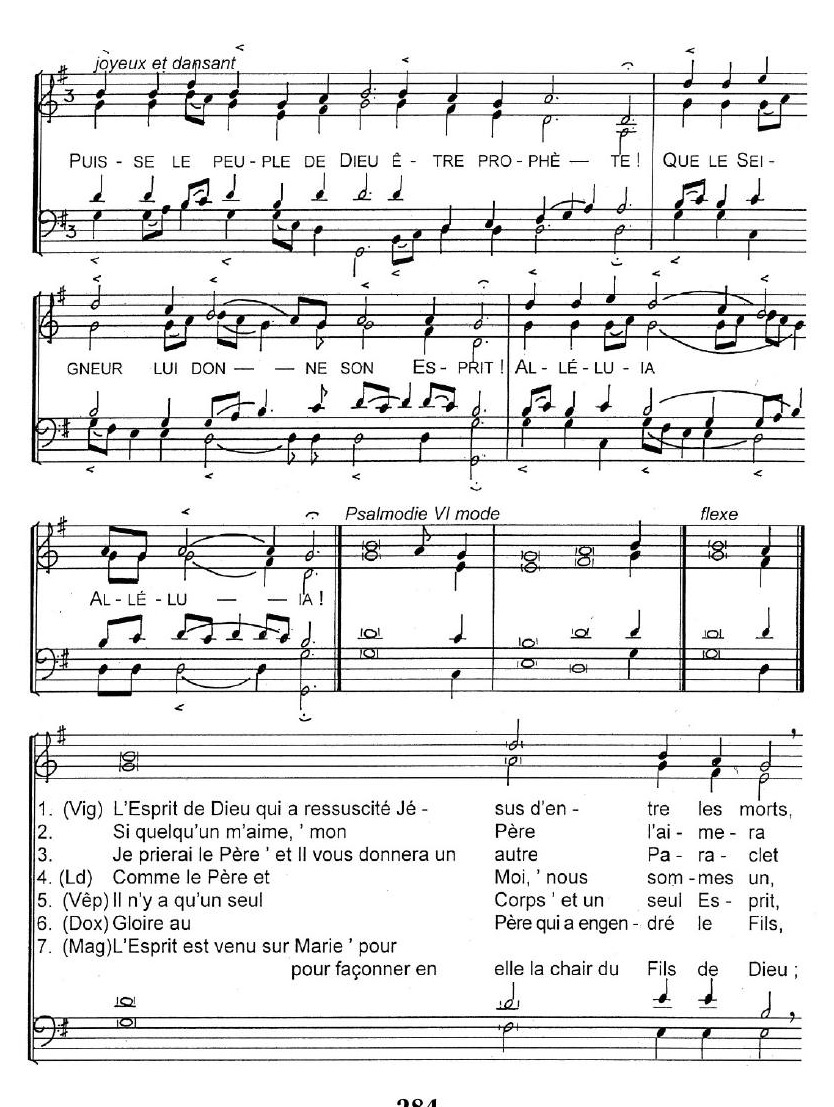 joyeux et dansant
3
PUIS - SE LE PEU - PLE DE DIEU Ê - TRE PRO - PHÈ — TE ! QUE LE SEI -
3
GNEUR LUI DON — — NE SON ES - PRIT ! AL - LÉ - LU - IA
Psalmodie VI mode flexe
AL - LÉ - LU — — IA !
1. (Vig) L'Esprit de Dieu qui a ressuscité Jé - sus d'en - tre les morts,
2. Si quelqu'un m'aime, ' mon Père l'ai - me - ra
3. Je prierai le Père ' et Il vous donnera un autre Pa - ra - clet
4. (Ld) Comme le Père et Moi, ' nous som - mes un,
5. (Vêp) Il n'y a qu'un seul Corps ' et un seul Es - prit,
6. (Dox) Gloire au Père qui a engen - dré le Fils,
7. (Mag) L'Esprit est venu sur Marie ' pour
pour façonner en elle la chair du Fils de Dieu ;
284